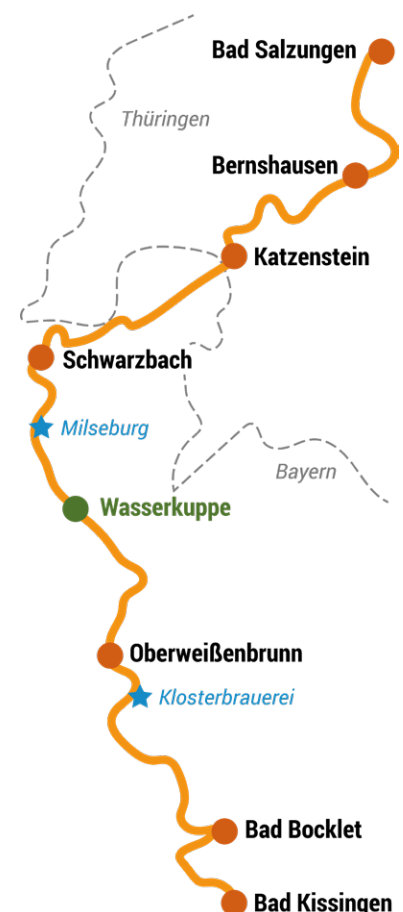 Bad Salzungen
Thüringen
Bernshausen
Katzenstein
Schwarzbach
Milseburg
Bayern
Wasserkuppe
Oberweißenbrunn
Klosterbrauerei
Bad Bocklet
Bad Kissingen